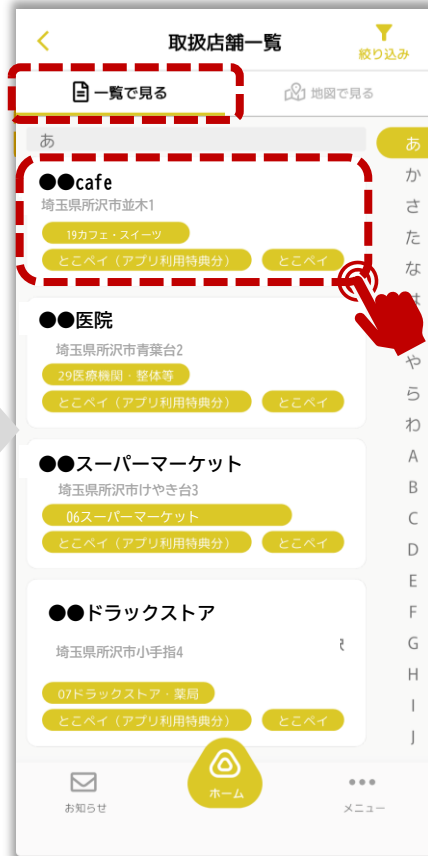 取扱店舗一覧
絞り込み
一覧で見る
地図で見る
あ
●●cafe
埼玉県所沢市並木1
19カフェ・スイーツ
とこペイ（アプリ利用特典分） とこペイ
●●医院
埼玉県所沢市青葉台2
29医療機関・整体等
とこペイ（アプリ利用特典分） とこペイ
●●スーパーマーケット
埼玉県所沢市けやき台3
06スーパーマーケット
とこペイ（アプリ利用特典分） とこペイ
●●ドラックストア
埼玉県所沢市小手指4
07ドラックストア・薬局
とこペイ（アプリ利用特典分） とこペイ
あ
か
さ
た
な
は
や
ら
わ
A
B
C
D
E
F
G
H
I
J
お知らせ
ホーム
メニュー